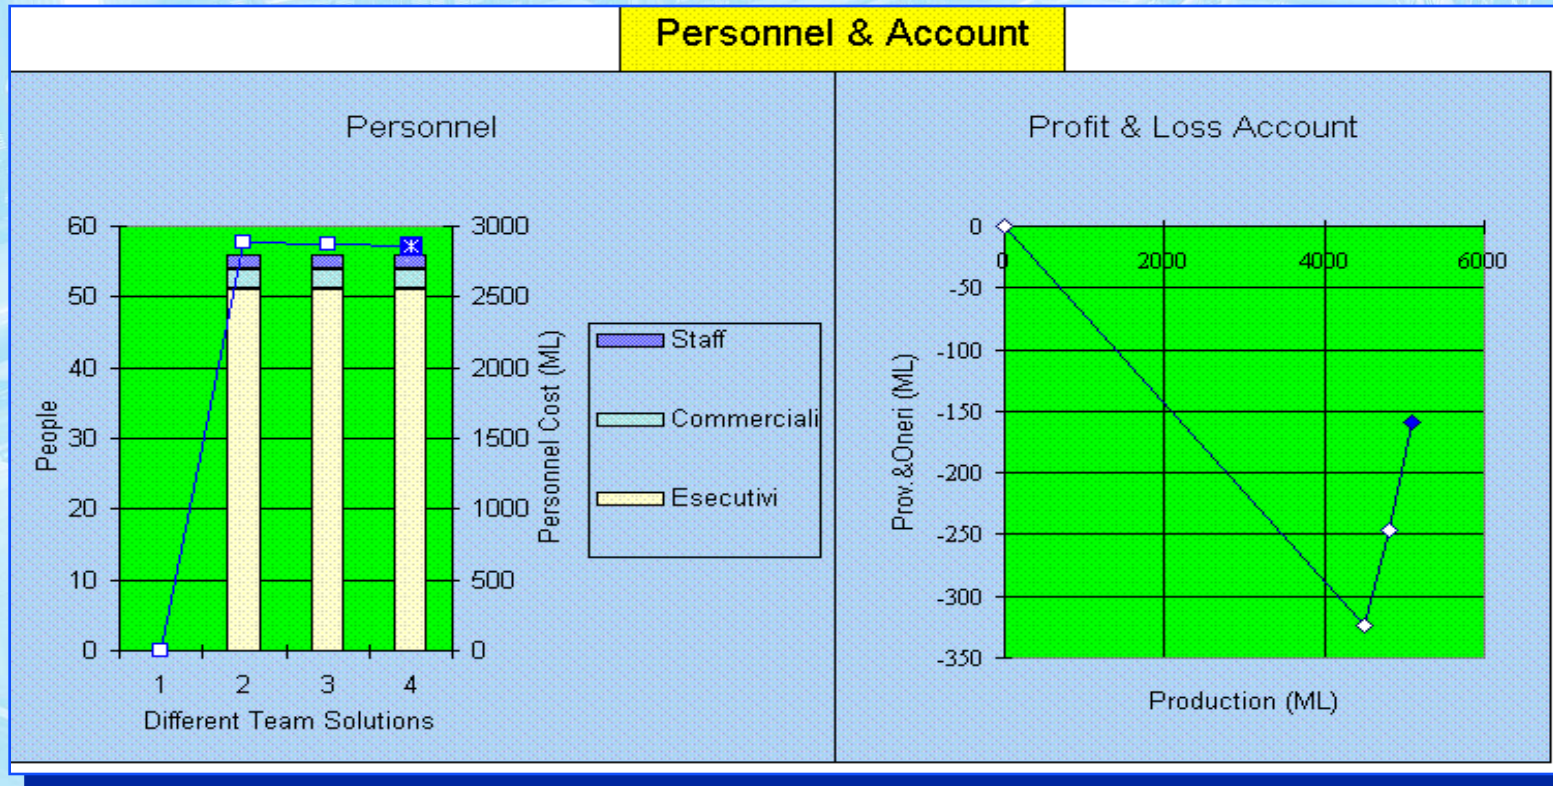 Personnel & Account
Personnel
60
50
40
30
20
10
0
People
3000
2500
2000
1500
1000
500
0
Personnel Cost (ML)
1 2 3 4
Different Team Solutions
Staff
Commerciali
Esecutivi
Profit & Loss Account
0
-50
-100
-150
-200
-250
-300
-350
Prov.&Oneri (ML)
0 2000 4000 6000
Production (ML)